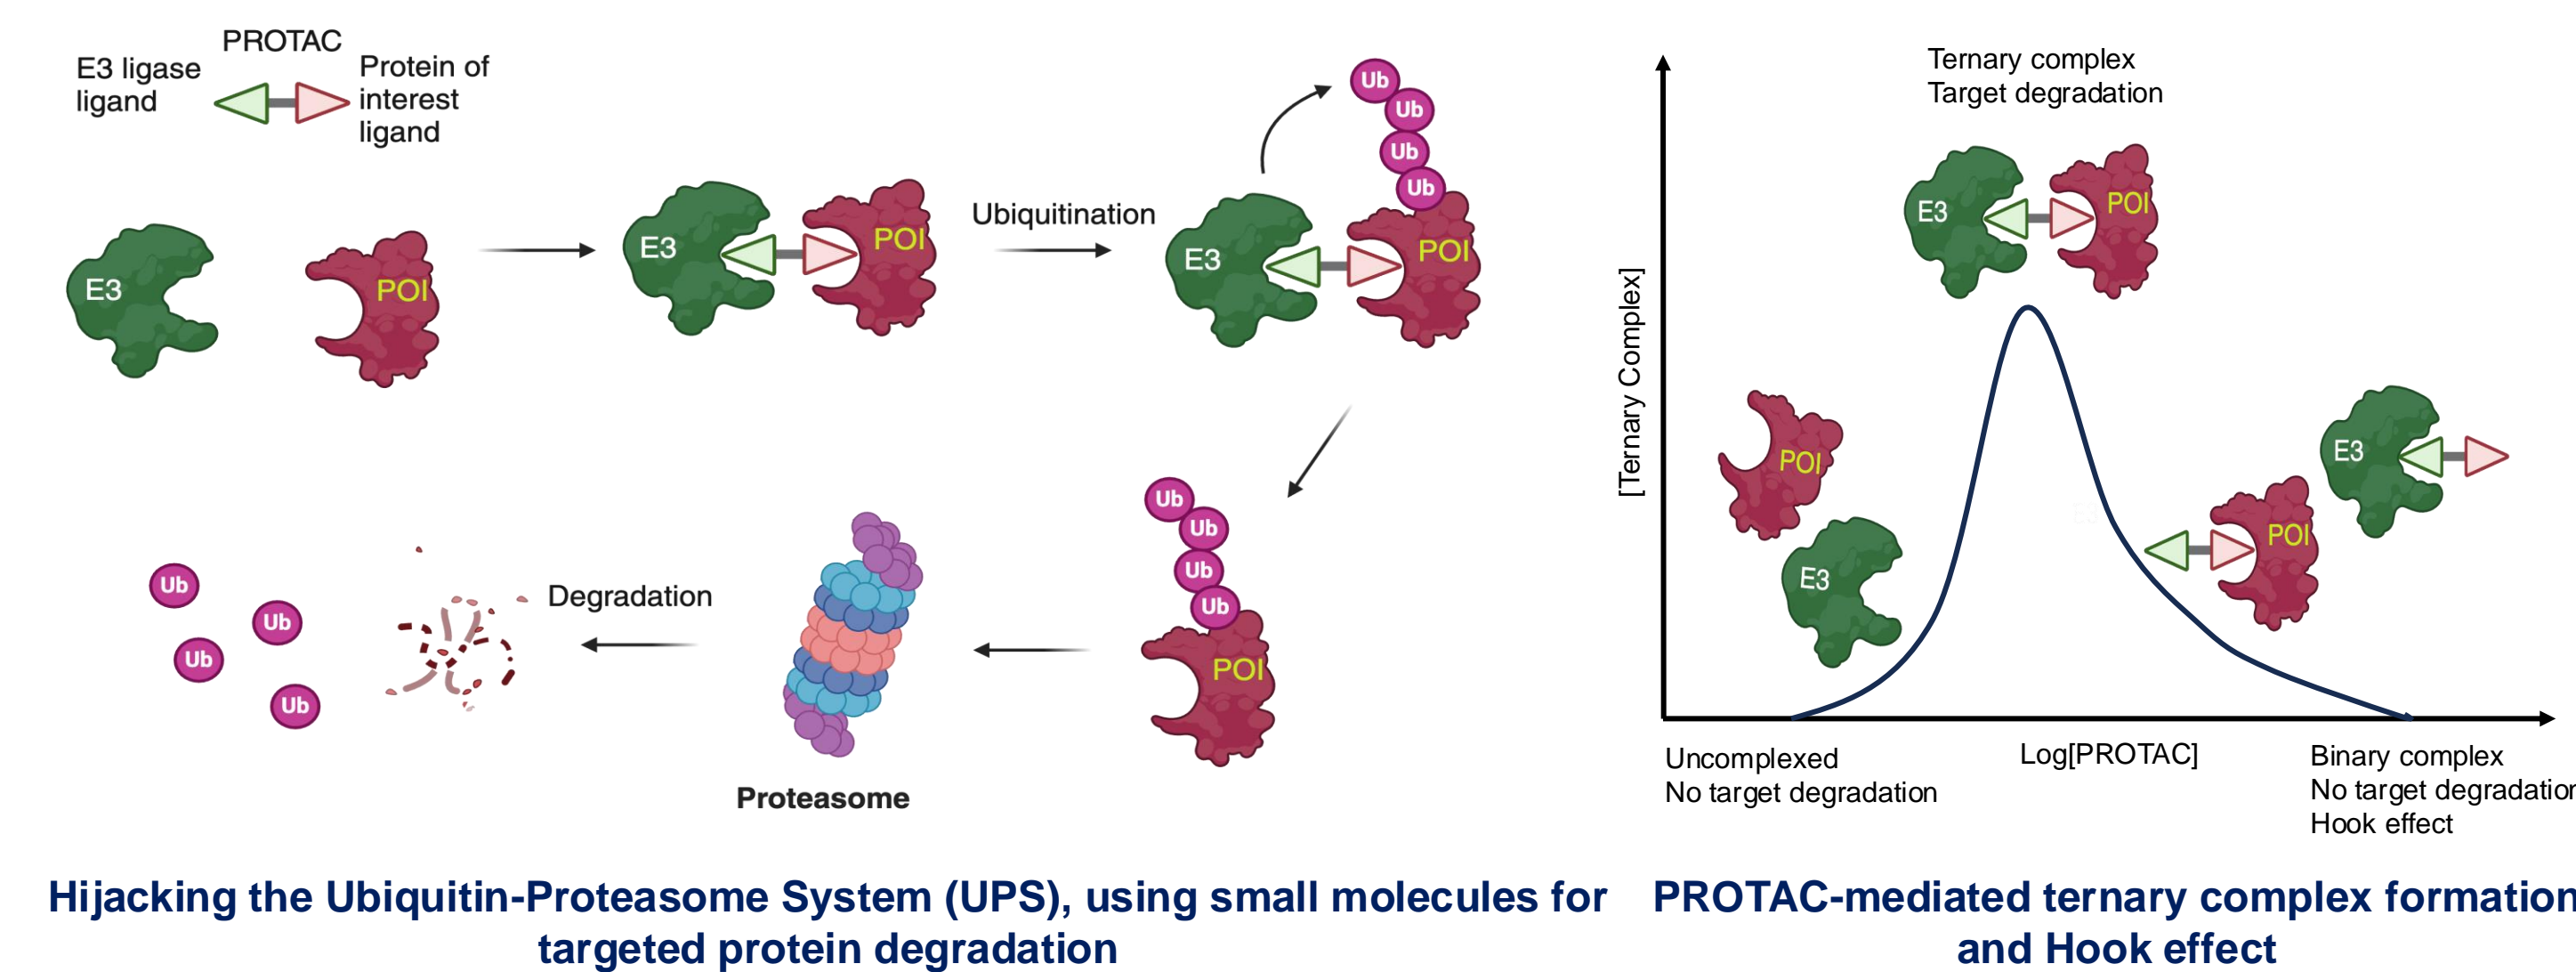 PROTAC
E3 ligase
ligand
Protein of
interest
ligand
E3
POI
E3
POI
Ubiquitination
Ub
Ub
Ub
Ub
E3
POI
Ub
Ub
Ub
Ub
POI
Proteasome
Degradation
Ub
Ub
Ub
Ub
Hijacking the Ubiquitin-Proteasome System (UPS), using small molecules for
targeted protein degradation
Ternary complex
Target degradation
[Ternary Complex]
E3
POI
POI
E3
E3
POI
E3
Uncomplexed
No target degradation
Log[PROTAC]
Binary complex
No target degradation
Hook effect
PROTAC-mediated ternary complex formation
and Hook effect